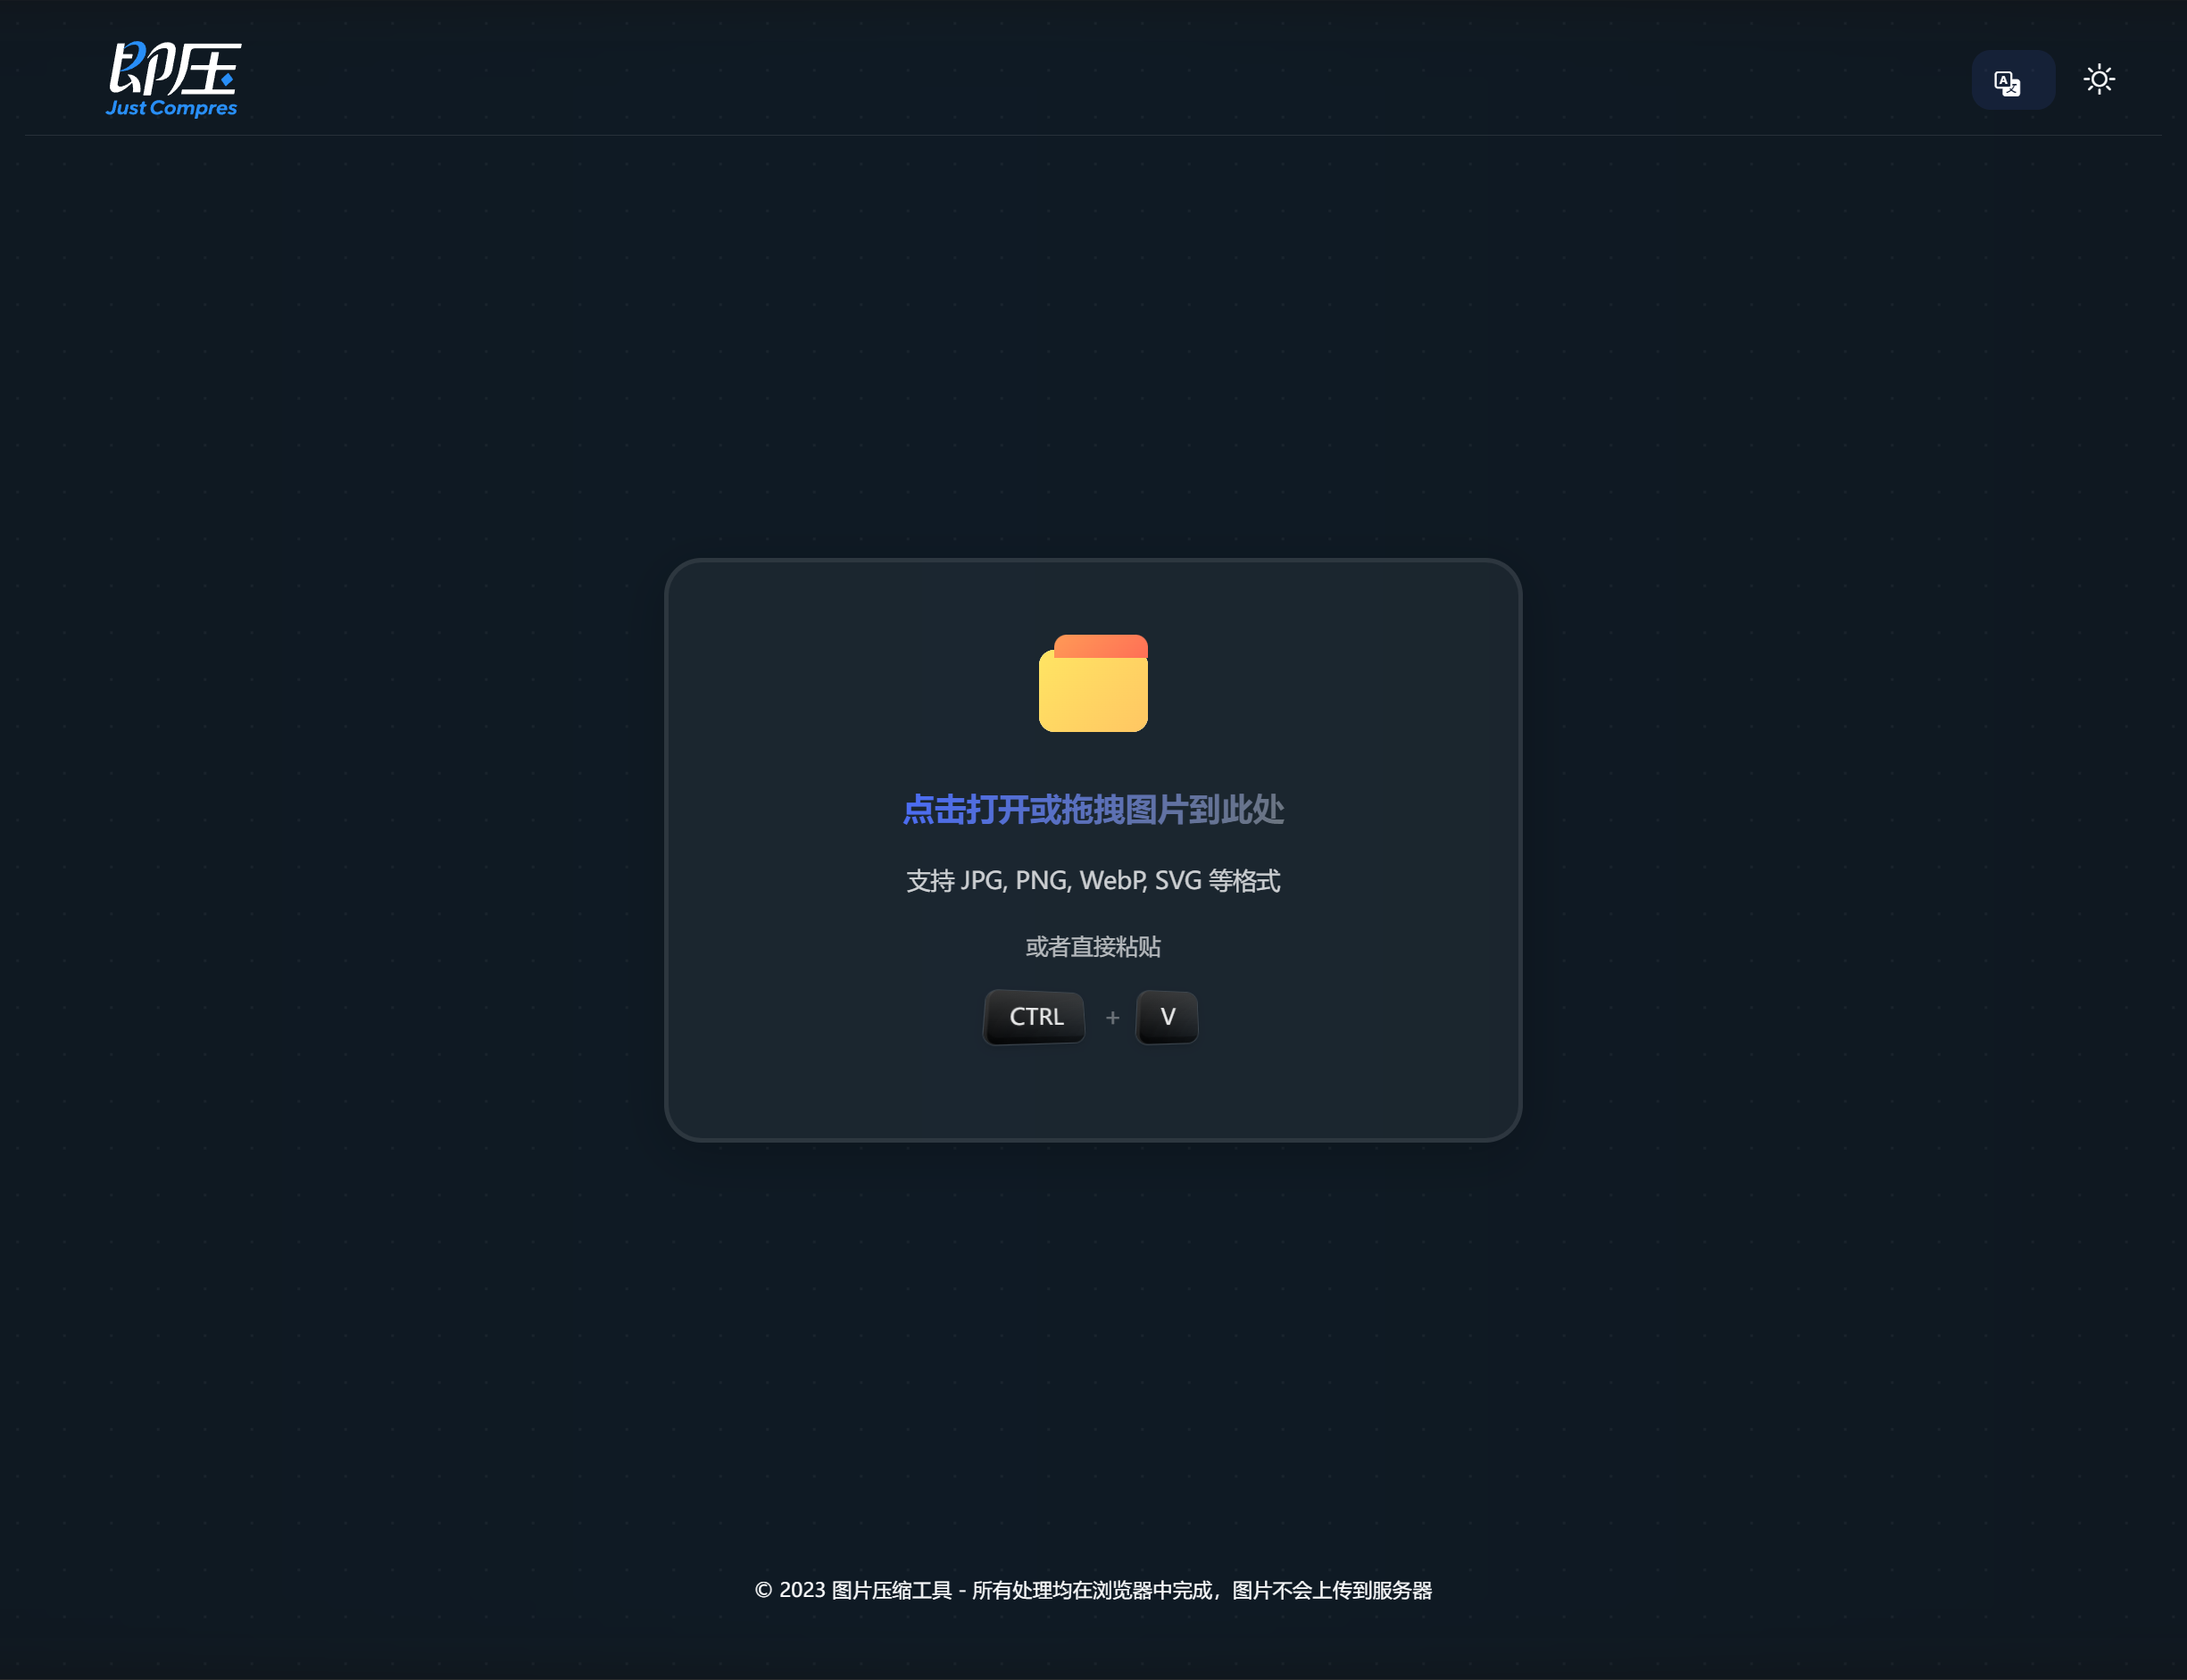 即压
Just Compres
A 文
点击打开或拖拽图片到此处
支持 JPG, PNG, WebP, SVG 等格式
或者直接粘贴
CTRL + V
© 2023 图片压缩工具 - 所有处理均在浏览器中完成，图片不会上传到服务器